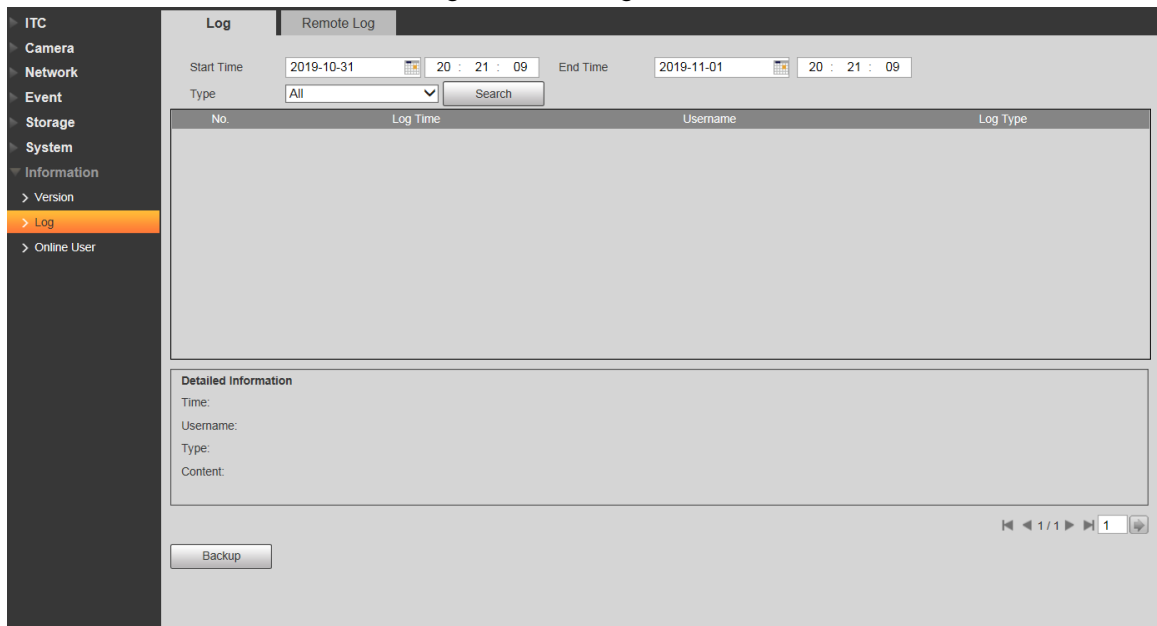 ITC
Camera
Network
Event
Storage
System
Information
Version
Log
Online User
Log Remote Log
Start Time 2019-10-31 20 : 21 : 09 End Time 2019-11-01 20 : 21 : 09
Type All Search
No. Log Time Username Log Type
Detailed Information
Time:
Username:
Type:
Content:
1 / 1 1
Backup